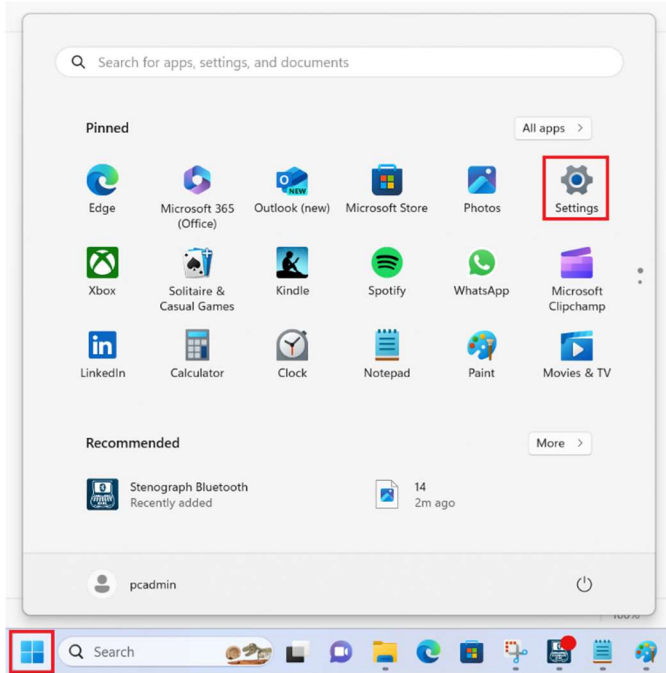 Search for apps, settings, and documents
Pinned
All apps >
Edge
Microsoft 365
(Office)
Outlook (new)
Microsoft Store
Photos
Settings
Xbox
Solitaire &
Casual Games
Kindle
Spotify
WhatsApp
Microsoft
Clipchamp
LinkedIn
Calculator
Clock
Notepad
Paint
Movies & TV
Recommended
More >
Stenograph Bluetooth
Recently added
14
2m ago
pcadmin
Search